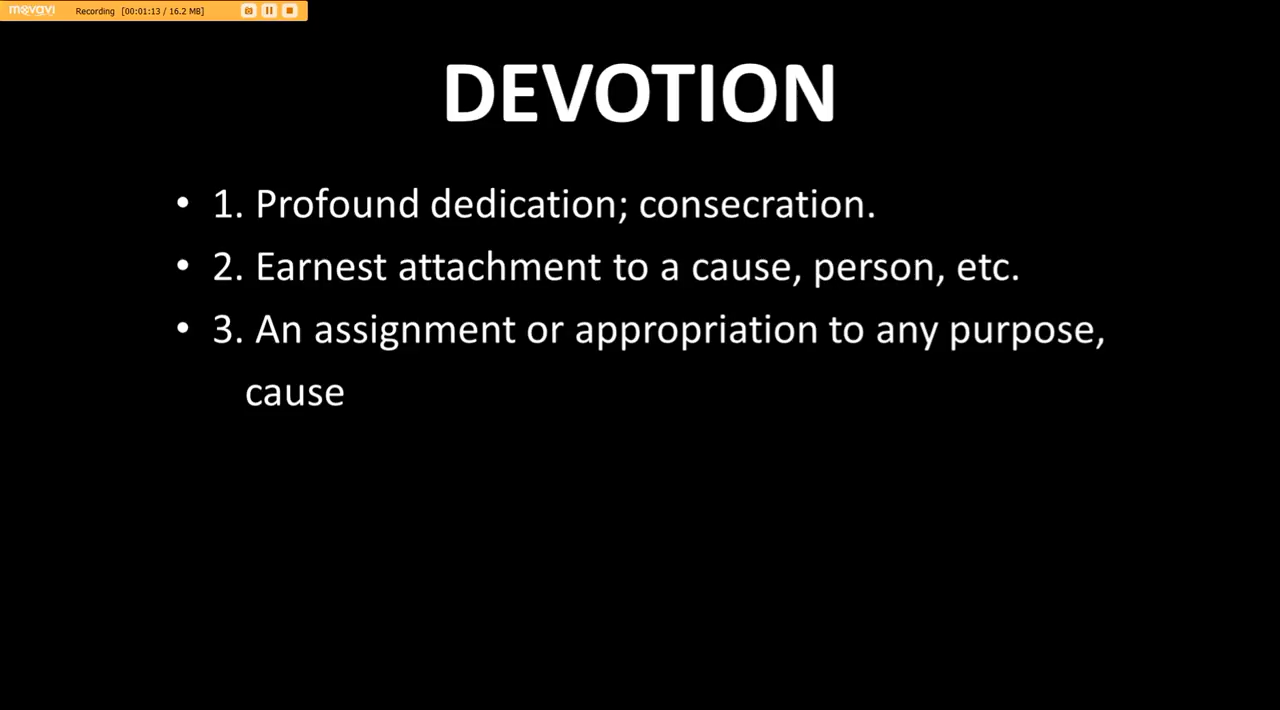 movavi Recording [00:01:13 / 16.2 MB]
DEVOTION
• 1. Profound dedication; consecration.
• 2. Earnest attachment to a cause, person, etc.
• 3. An assignment or appropriation to any purpose,
cause